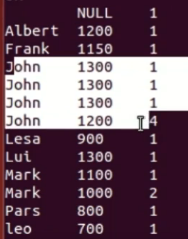 NULL 1
Albert 1200 1
Frank 1150 1
John 1300 1
John 1300 1
John 1300 1
John 1200 4
Lesa 900 1
Lui 1300 1
Mark 1100 1
Mark 1000 2
Pars 800 1
leo 700 1